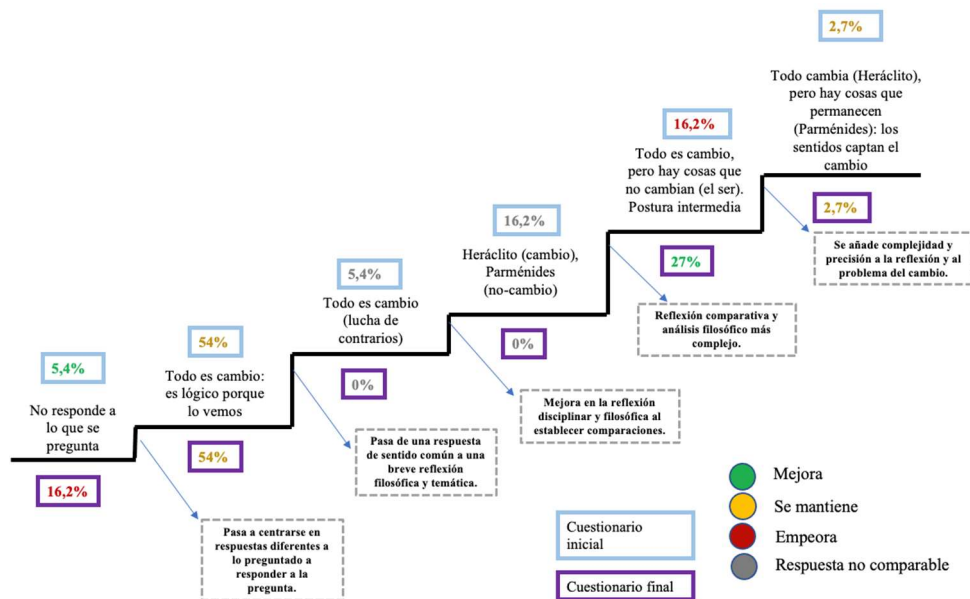 5,4%
No responde a
lo que se
pregunta
16,2%
54%
Todo es cambio:
es lógico porque
lo vemos
54%
Pasa a centrarse en
respuestas diferentes a
lo preguntado a
responder a la
pregunta.
5,4%
Todo es cambio
(lucha de
contrarios)
0%
Pasa de una respuesta
de sentido común a una
breve reflexión
filosófica y temática.
16,2%
Heráclito (cambio),
Parménides
(no-cambio)
0%
Mejora en la reflexión
disciplinar y filosófica al
establecer comparaciones.
16,2%
Todo es cambio,
pero hay cosas que
no cambian (el ser).
Postura intermedia
27%
Reflexión comparativa y
análisis filosófico más
complejo.
2,7%
Todo cambia (Heráclito),
pero hay cosas que
permanecen
(Parménides): los
sentidos captan el
cambio
2,7%
Se añade complejidad y
precisión a la reflexión y al
problema del cambio.
Cuestionario
inicial
Cuestionario final
Mejora
Se mantiene
Empeora
Respuesta no comparable